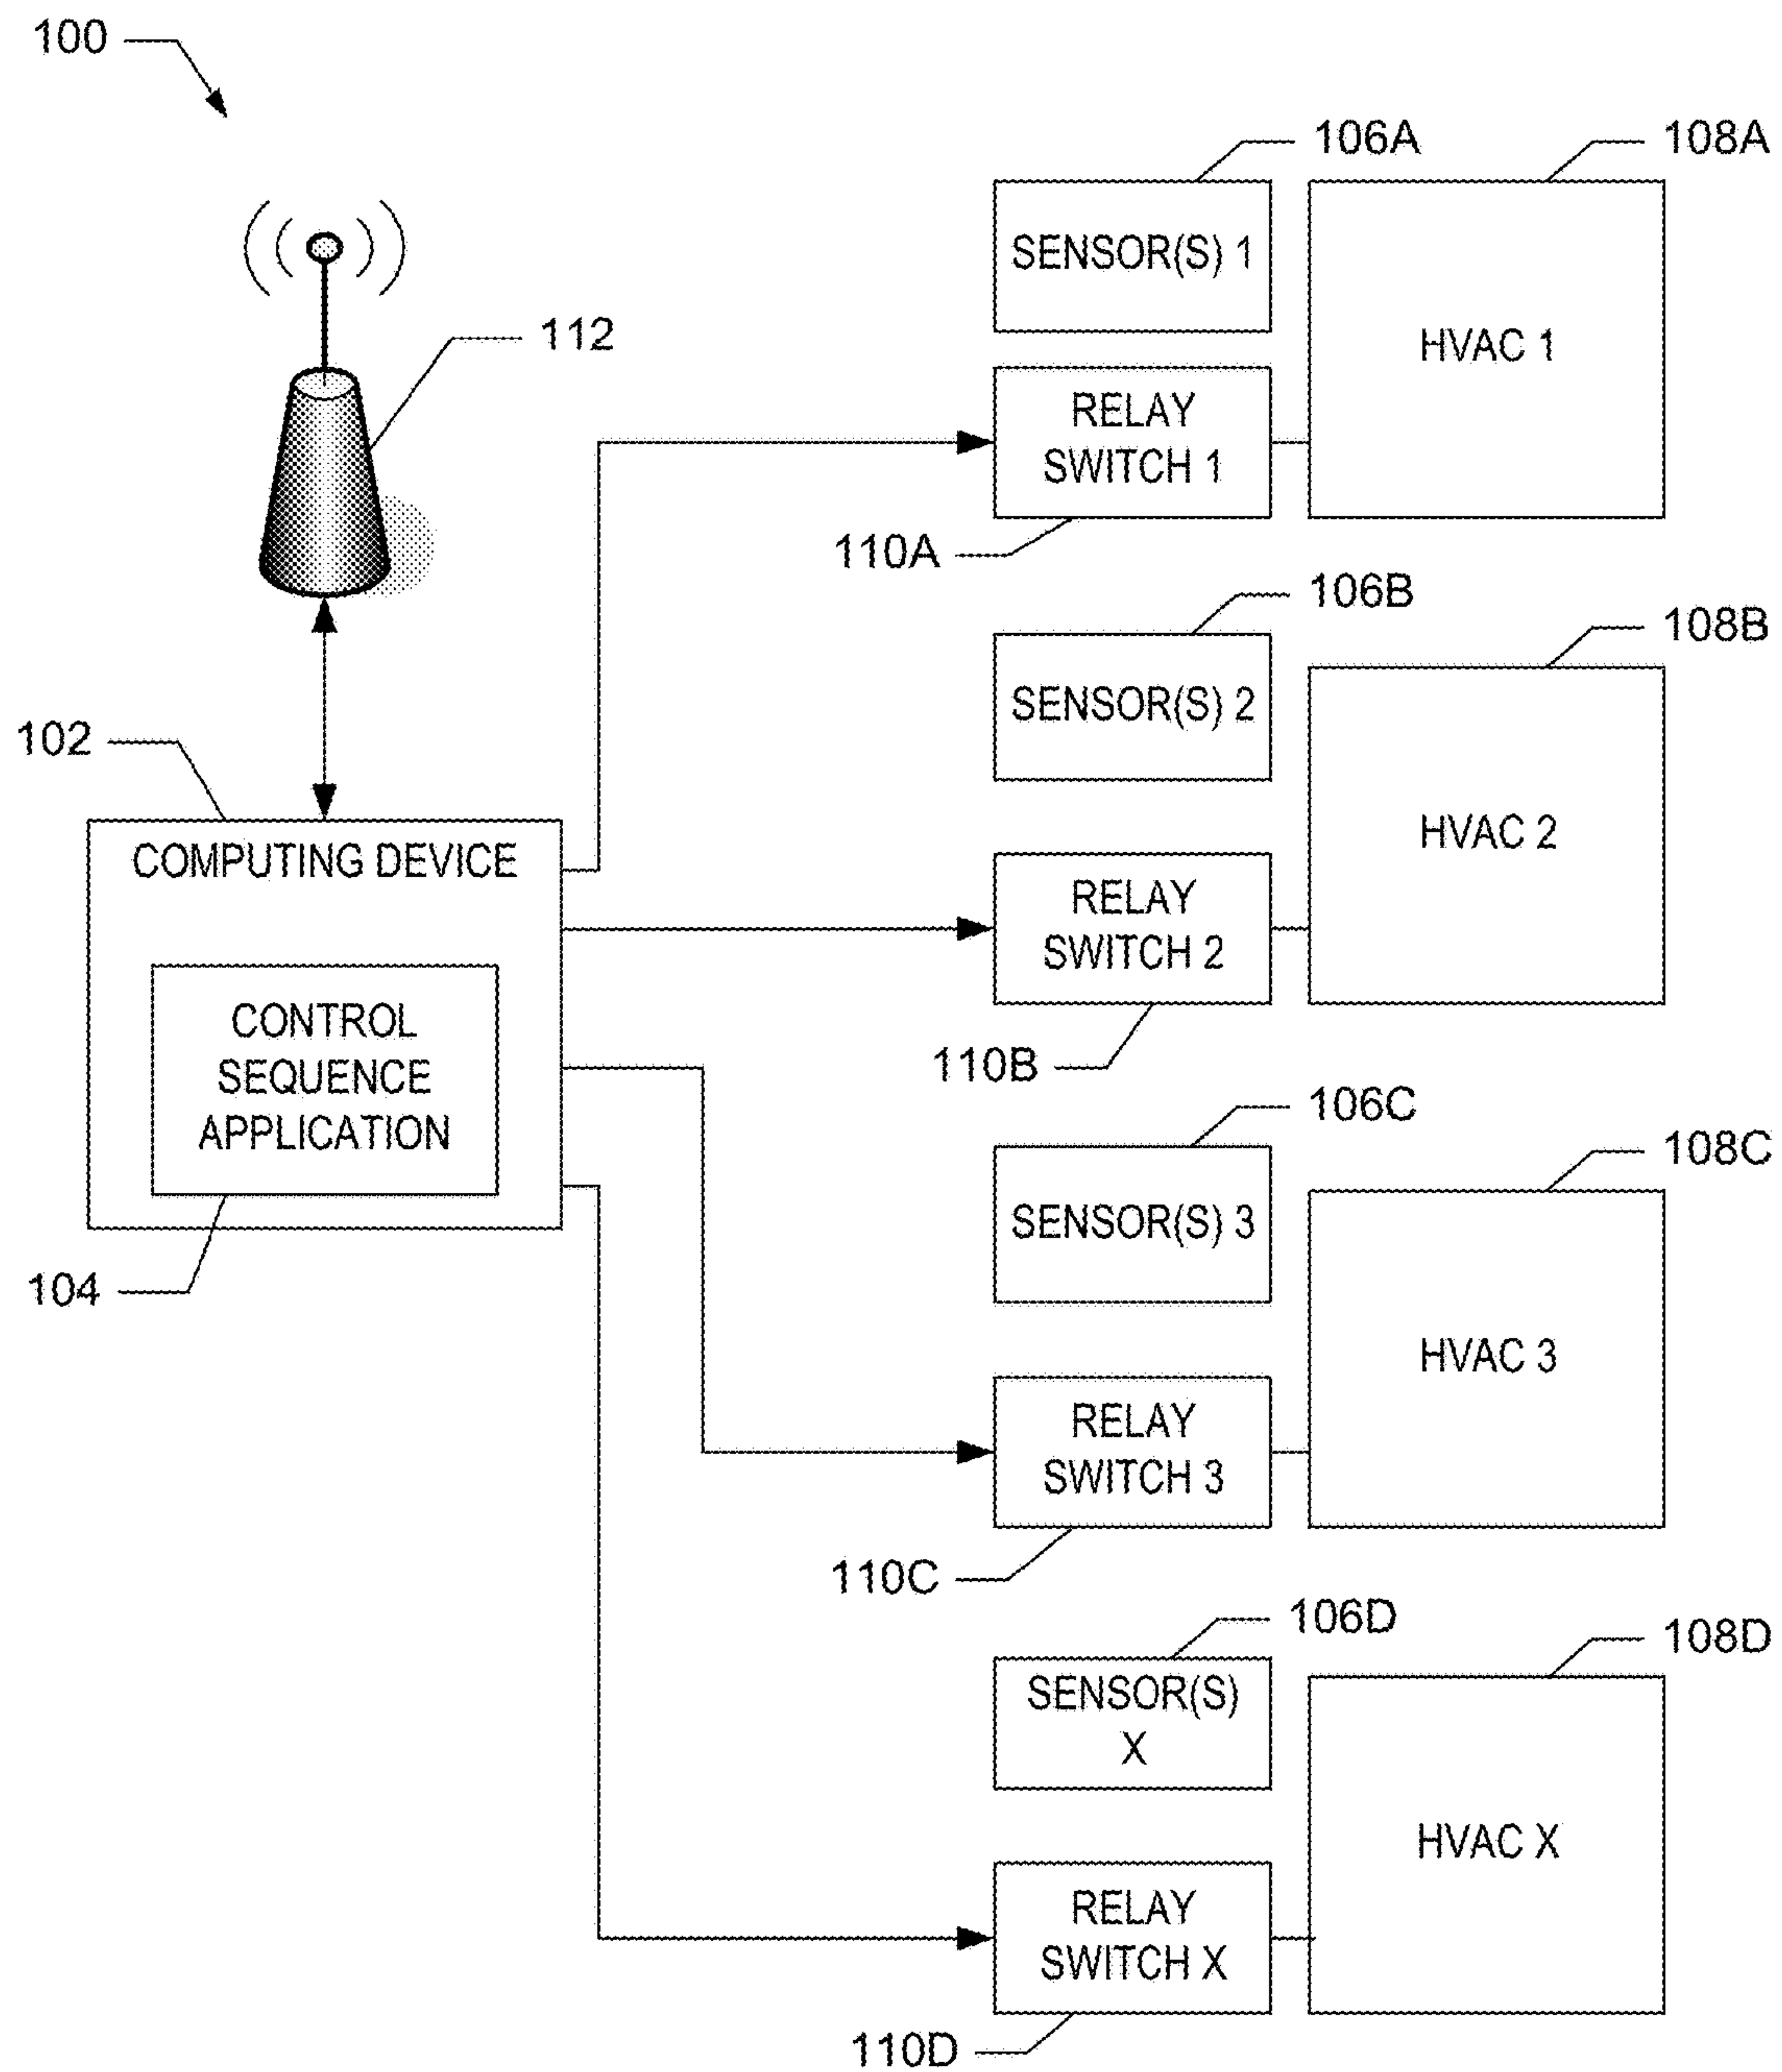 100
106A
108A
SENSOR(S) 1
HVAC 1
112
RELAY
SWITCH 1
110A
106B
108B
SENSOR(S) 2
HVAC 2
102
COMPUTING DEVICE
RELAY
SWITCH 2
110B
CONTROL
SEQUENCE
APPLICATION
104
106C
108C
SENSOR(S) 3
HVAC 3
RELAY
SWITCH 3
110C
106D
108D
SENSOR(S)
X
HVAC X
RELAY
SWITCH X
110D